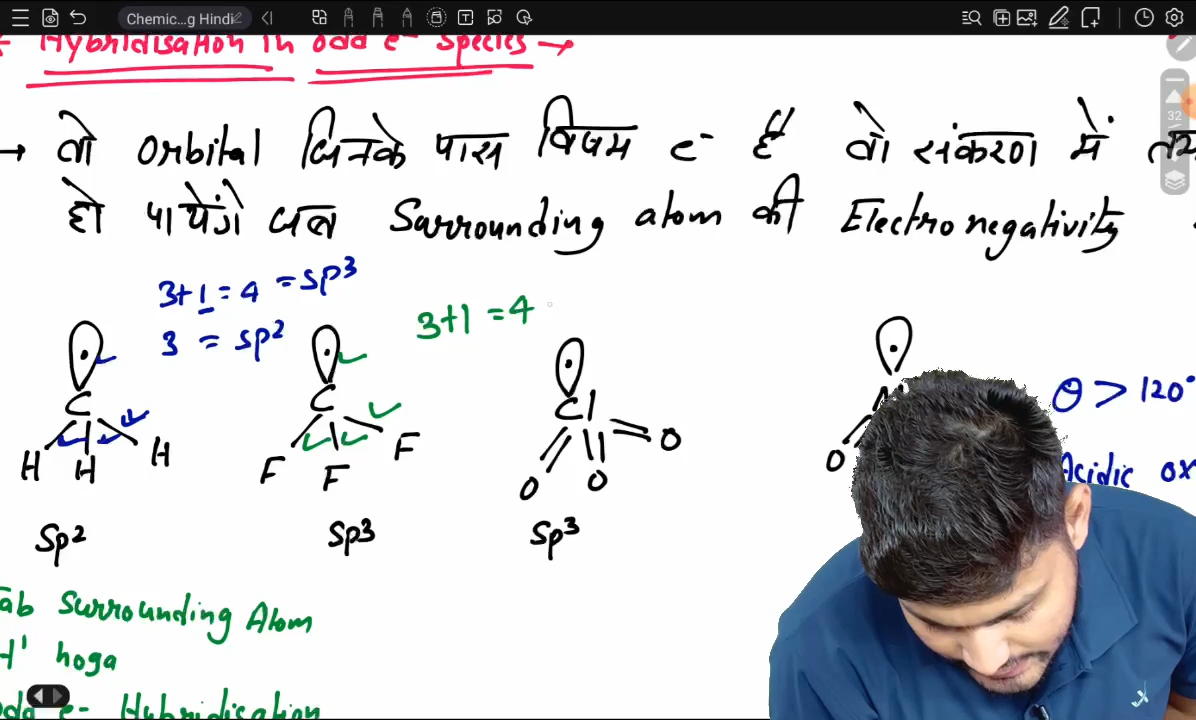 Chemic...g Hindi
Hybridisation in odd e- Species →
→ वो Orbital जिनके पास विषम e- है वो संकरण में
हो पायेंगे जब Surrounding atom की Electronegativity
3+1=4 =sp³
3 = sp²
3+1 =4
32
C
H H H
Sp²
C
F F F
Sp3
Cl
O O O
Sp³
O
θ > 120°
Acidic ox
Tab Surrounding Atom
'H' hoga
odd e- Hybridisation